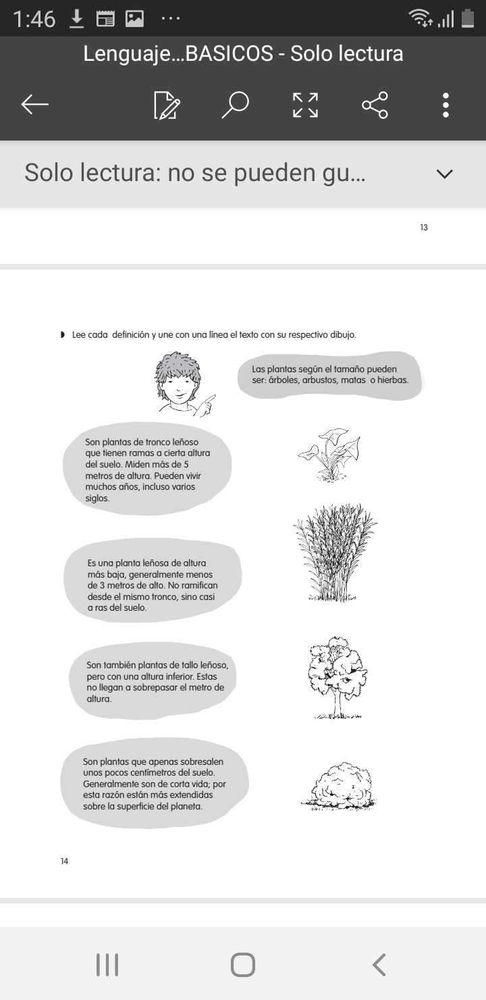 1:46
Lenguaje...BASICOS - Solo lectura
Solo lectura: no se pueden gu...
13
Lee cada definición y une con una línea el texto con su respectivo dibujo.
Las plantas según el tamaño pueden
ser: árboles, arbustos, matas o hierbas.
Son plantas de tronco leñoso
que tienen ramas a cierta altura
del suelo. Miden más de 5
metros de altura. Pueden vivir
muchos años, incluso varios
siglos.
Es una planta leñosa de altura
más baja, generalmente menos
de 3 metros de alto. No ramifican
desde el mismo tronco, sino casi
a ras del suelo.
Son también plantas de tallo leñoso,
pero con una altura inferior. Estas
no llegan a sobrepasar el metro de
altura.
Son plantas que apenas sobresalen
unos pocos centímetros del suelo.
Generalmente son de corta vida; por
esta razón están más extendidas
sobre la superficie del planeta.
14